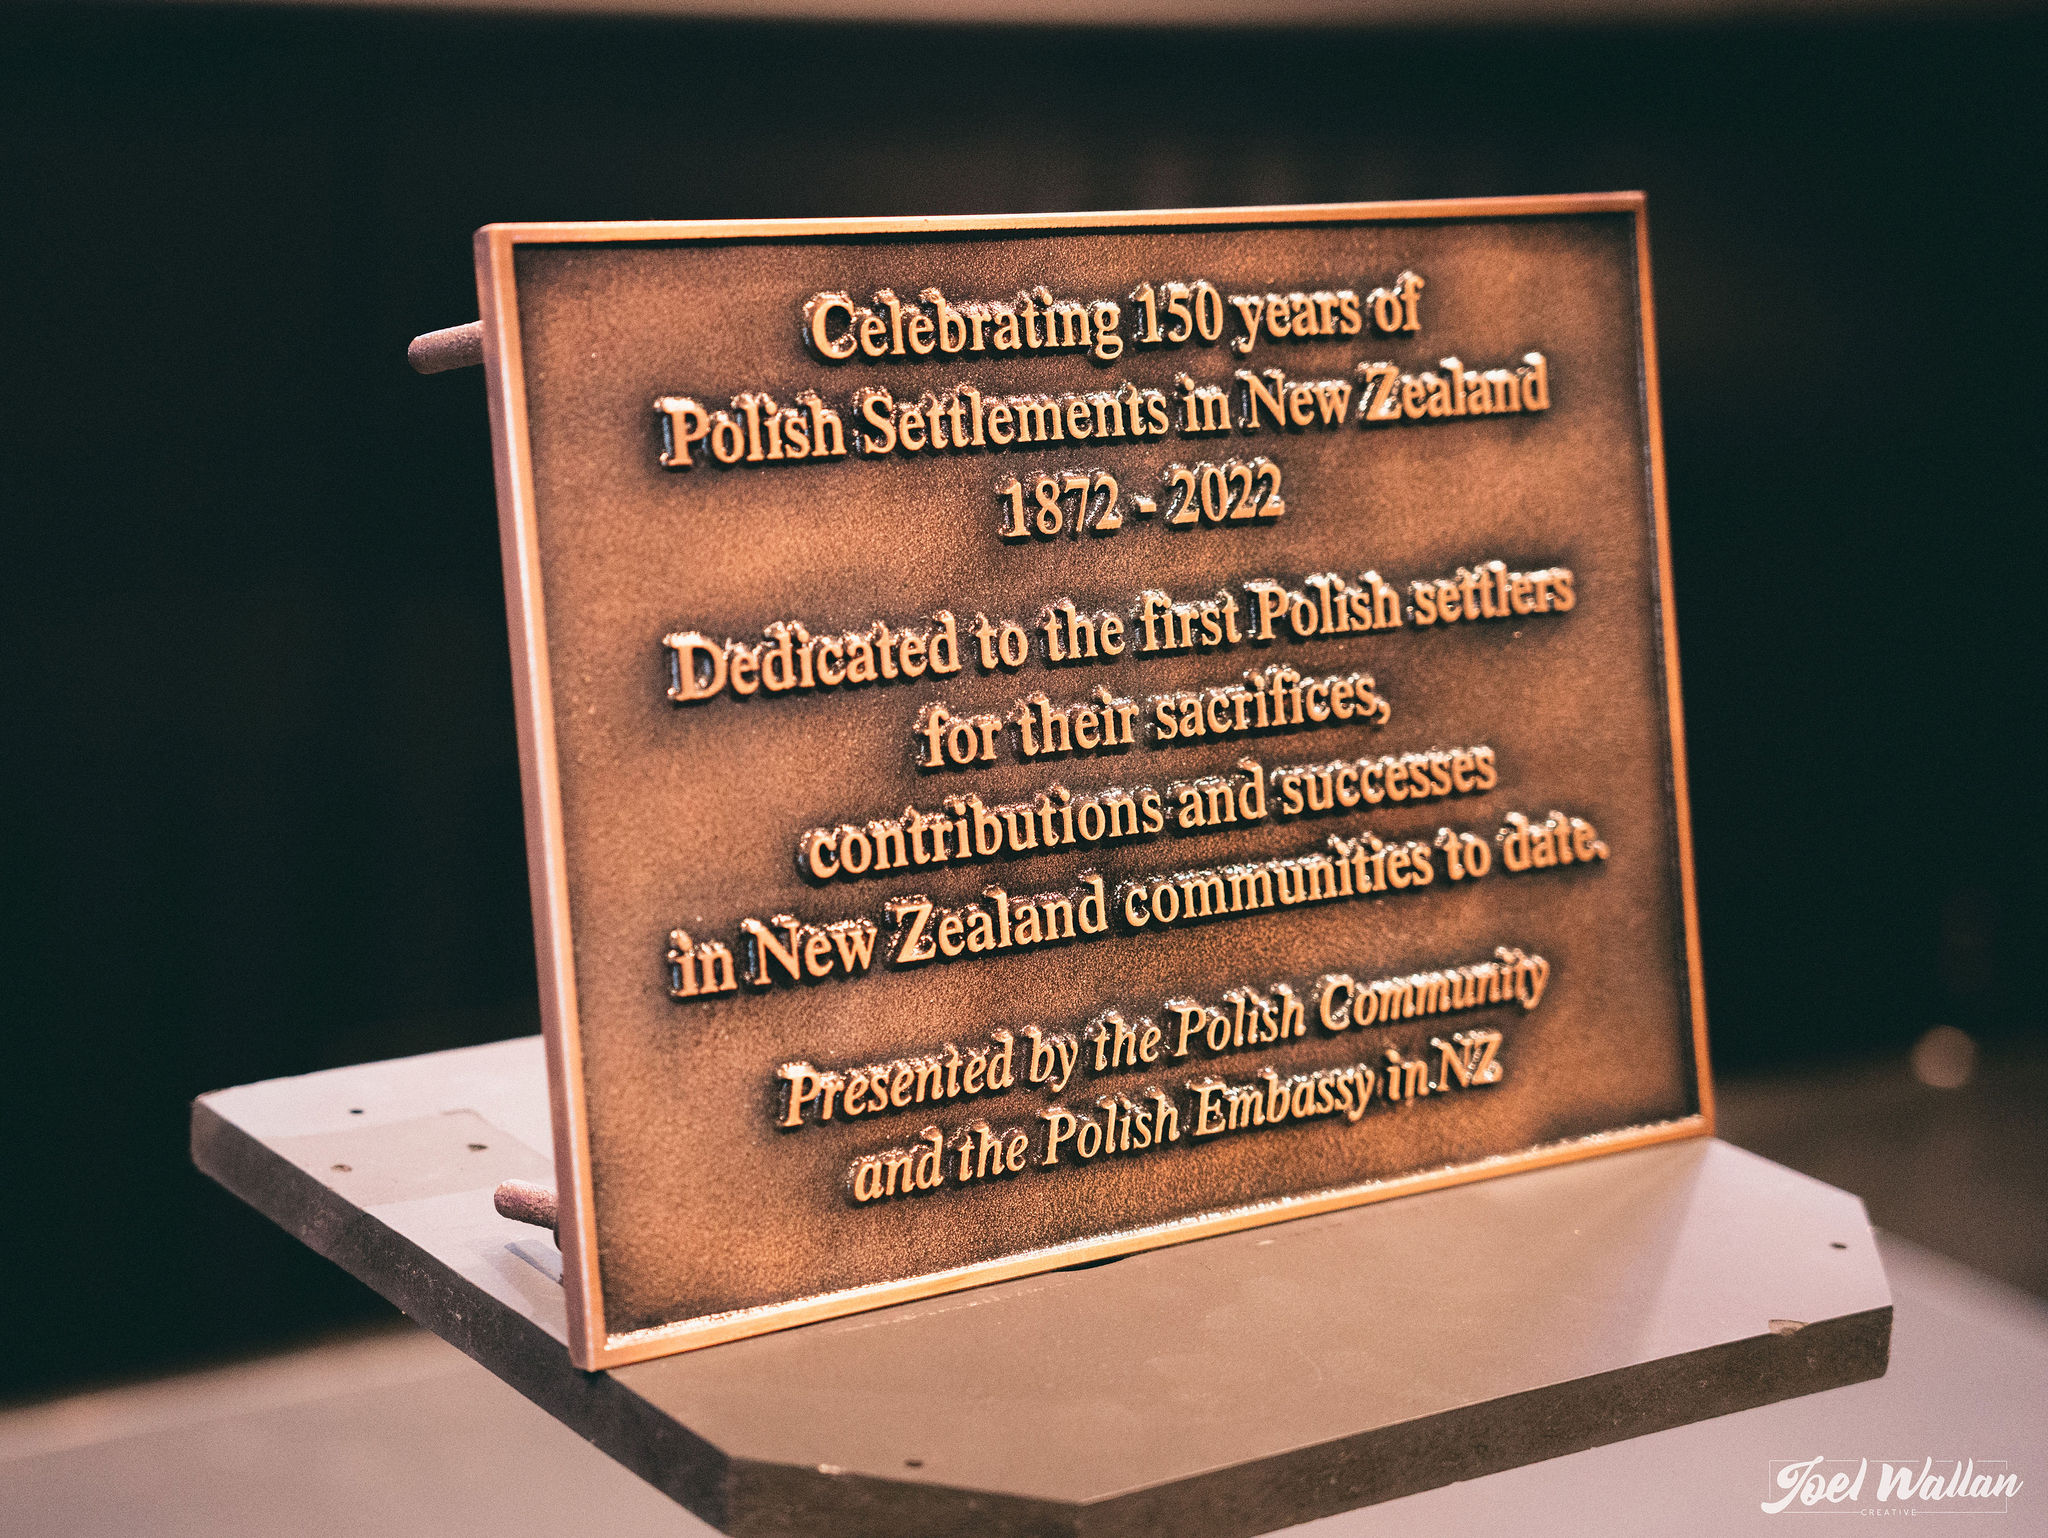 Celebrating 150 years of
Polish Settlements in New Zealand
1872 - 2022
Dedicated to the first Polish settlers
for their sacrifices,
contributions and successes
in New Zealand communities to date.
Presented by the Polish Community
and the Polish Embassy in NZ
Joel Wallan
CREATIVE